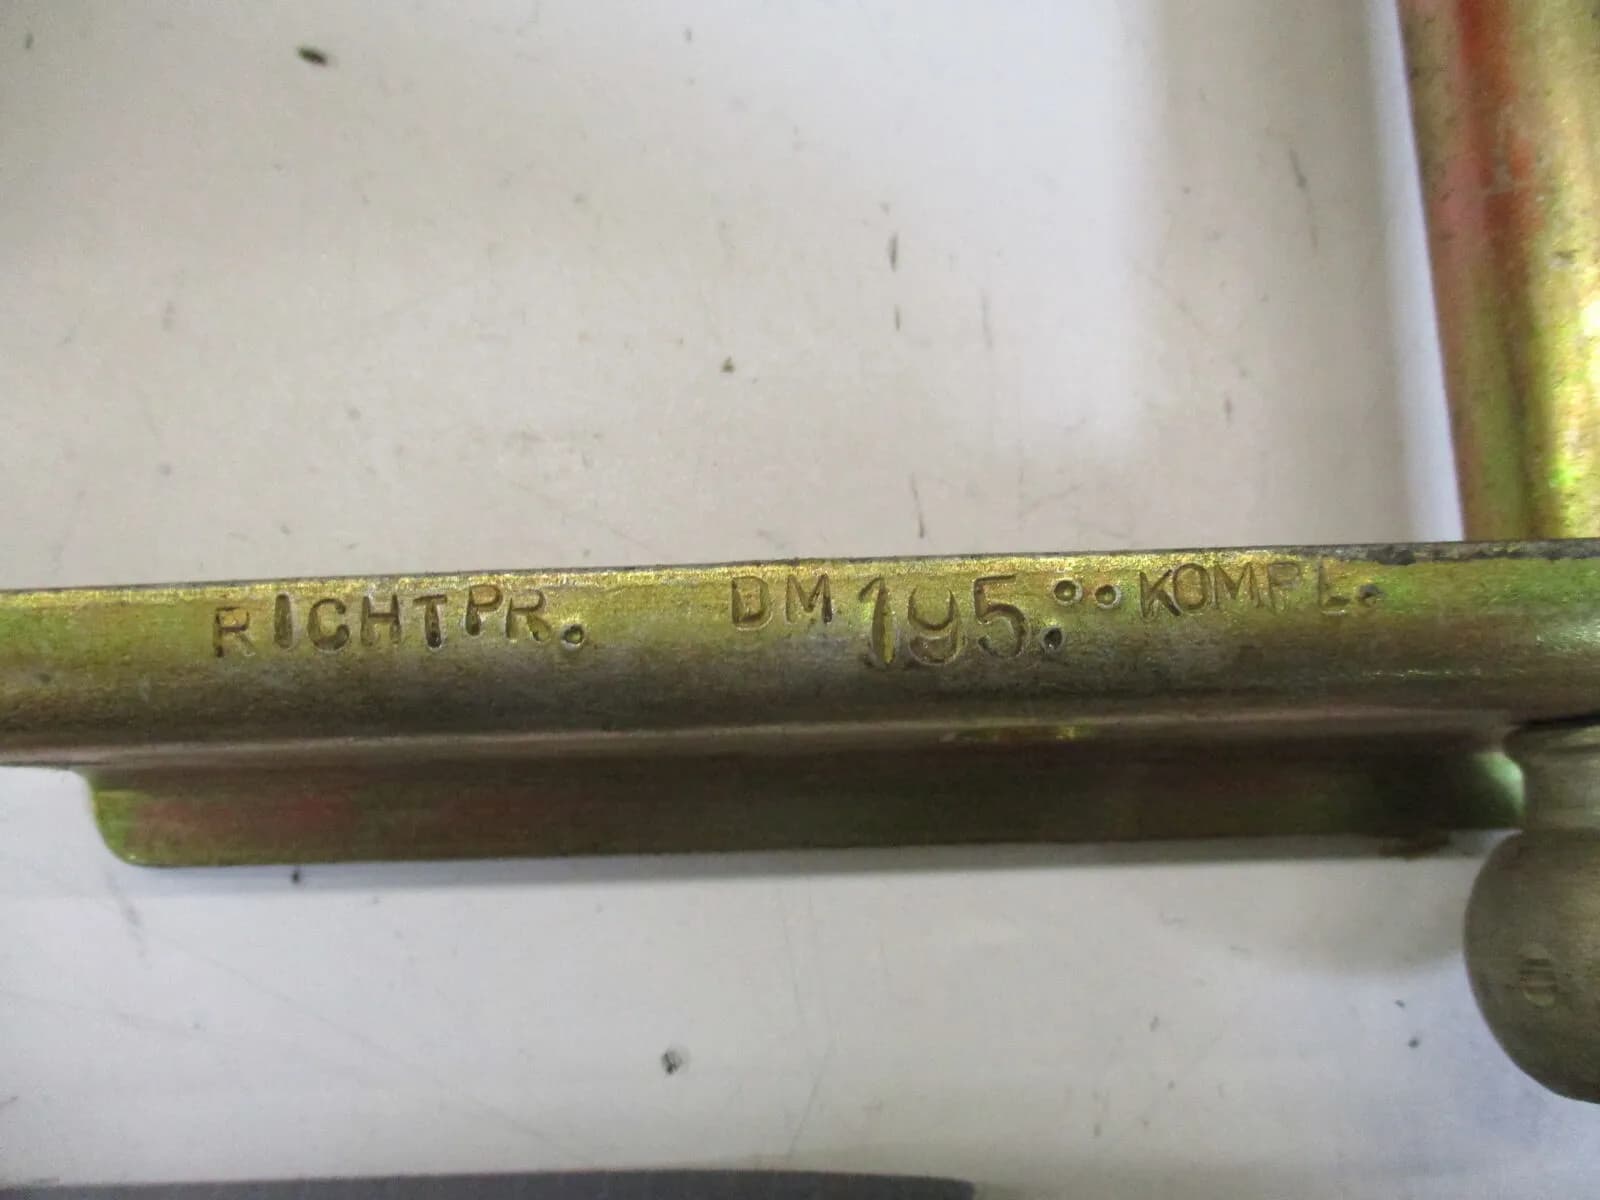 RICHTPR. DM 195.°° KOMPL.